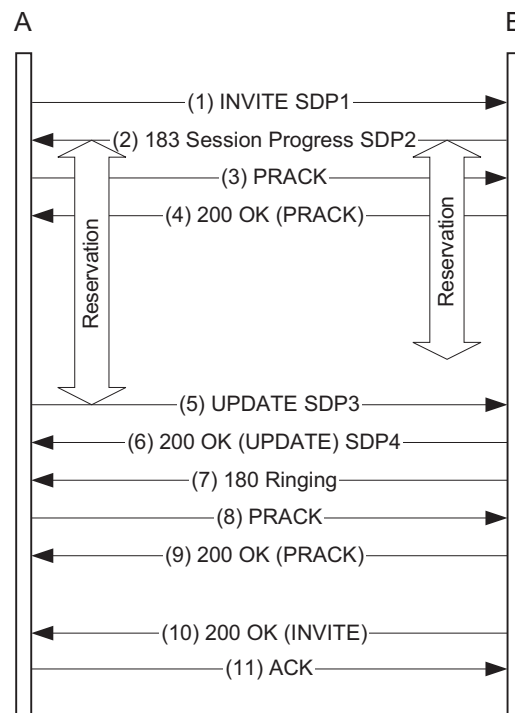 A
B
(1) INVITE SDP1
(2) 183 Session Progress SDP2
(3) PRACK
(4) 200 OK (PRACK)
Reservation
Reservation
(5) UPDATE SDP3
(6) 200 OK (UPDATE) SDP4
(7) 180 Ringing
(8) PRACK
(9) 200 OK (PRACK)
(10) 200 OK (INVITE)
(11) ACK